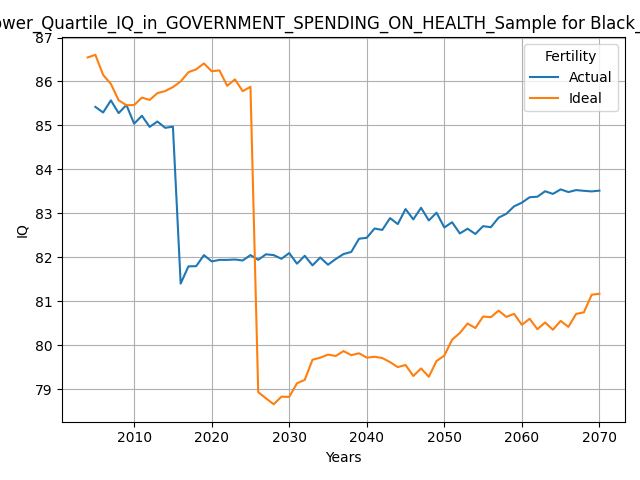 ower_Quartile_IQ_in_GOVERNMENT_SPENDING_ON_HEALTH_Sample for Black_
87
86
85
84
83
82
81
80
79
IQ
Fertility
Actual
Ideal
2010 2020 2030 2040 2050 2060 2070
Years